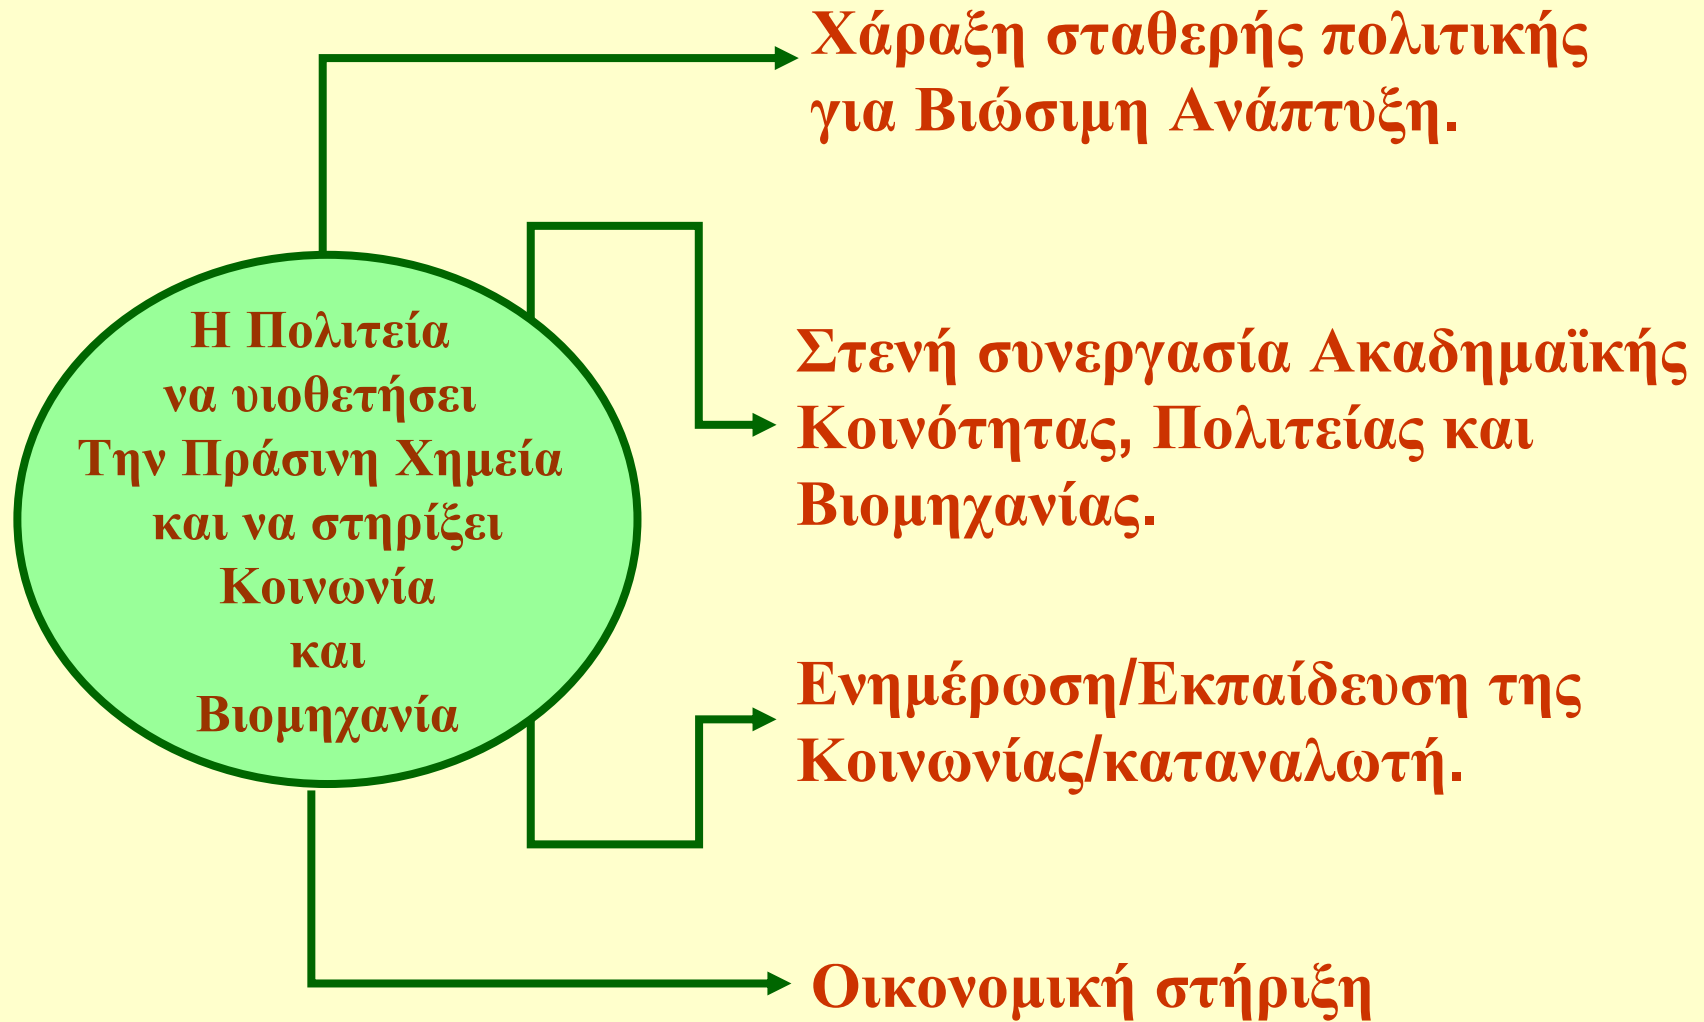 Χάραξη σταθερής πολιτικής
για Βιώσιμη Ανάπτυξη.
Η Πολιτεία
να υιοθετήσει
Την Πράσινη Χημεία
και να στηρίξει
Κοινωνία
και
Βιομηχανία
Στενή συνεργασία Ακαδημαϊκής
Κοινότητας, Πολιτείας και
Βιομηχανίας.
Ενημέρωση/Εκπαίδευση της
Κοινωνίας/καταναλωτή.
Οικονομική στήριξη